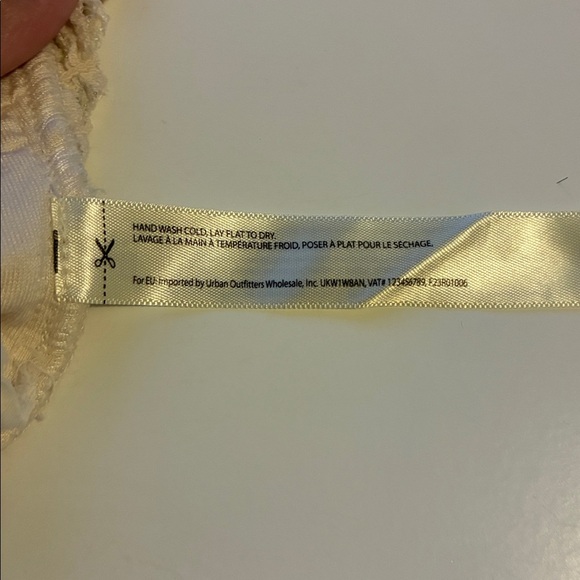 HAND WASH COLD, LAY FLAT TO DRY.
LAVAGE À LA MAIN À TEMPÉRATURE FROID, POSER À PLAT POUR LE SÉCHAGE.
For EU- Imported by Urban Outfitters Wholesale, Inc. UKW1W8AN, VAT# 123456789, F23R01006